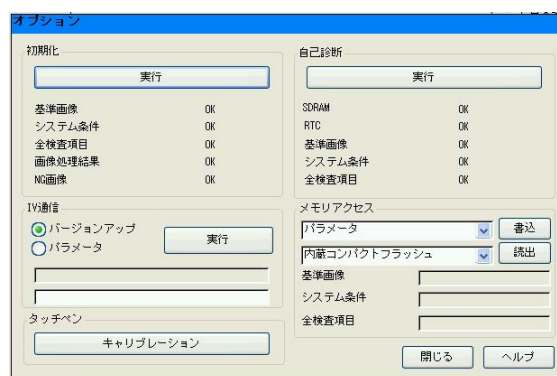 オプション
初期化
実行
基準画像 OK
システム条件 OK
全検査項目 OK
画像処理結果 OK
NG画像 OK
自己診断
実行
SDRAM OK
RTC OK
基準画像 OK
システム条件 OK
全検査項目 OK
IV通信
バージョンアップ
パラメータ
実行
タッチペン
キャリブレーション
メモリアクセス
パラメータ
書込
内蔵コンパクトフラッシュ
読出
基準画像
システム条件
全検査項目
閉じる
ヘルプ